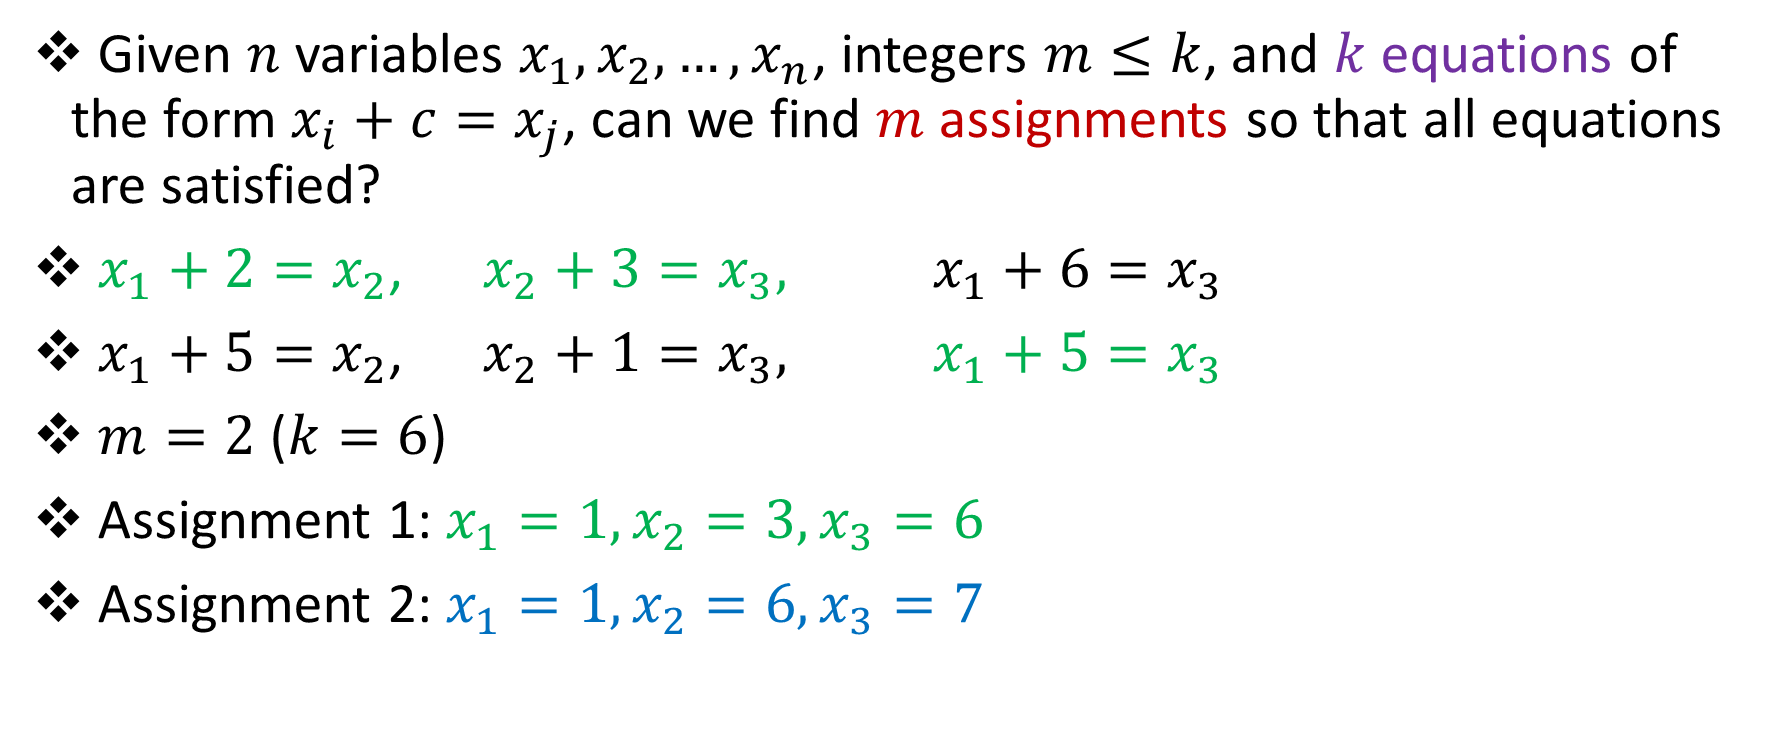 ❖ Given n variables x₁, x₂, … , xₙ, integers m ≤ k, and k equations of
the form xᵢ + c = xⱼ, can we find m assignments so that all equations
are satisfied?
❖ x₁ + 2 = x₂, x₂ + 3 = x₃, x₁ + 6 = x₃
❖ x₁ + 5 = x₂, x₂ + 1 = x₃, x₁ + 5 = x₃
❖ m = 2 (k = 6)
❖ Assignment 1: x₁ = 1, x₂ = 3, x₃ = 6
❖ Assignment 2: x₁ = 1, x₂ = 6, x₃ = 7